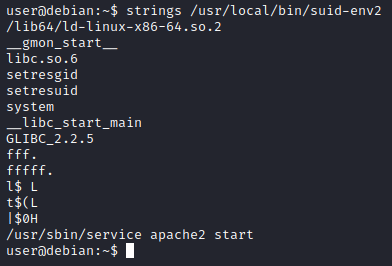 user@debian:~$ strings /usr/local/bin/suid-env2
/lib64/ld-linux-x86-64.so.2
__gmon_start__
libc.so.6
setresgid
setresuid
system
__libc_start_main
GLIBC_2.2.5
fff.
fffff.
l$ L
t$(L
|$0H
/usr/sbin/service apache2 start
user@debian:~$